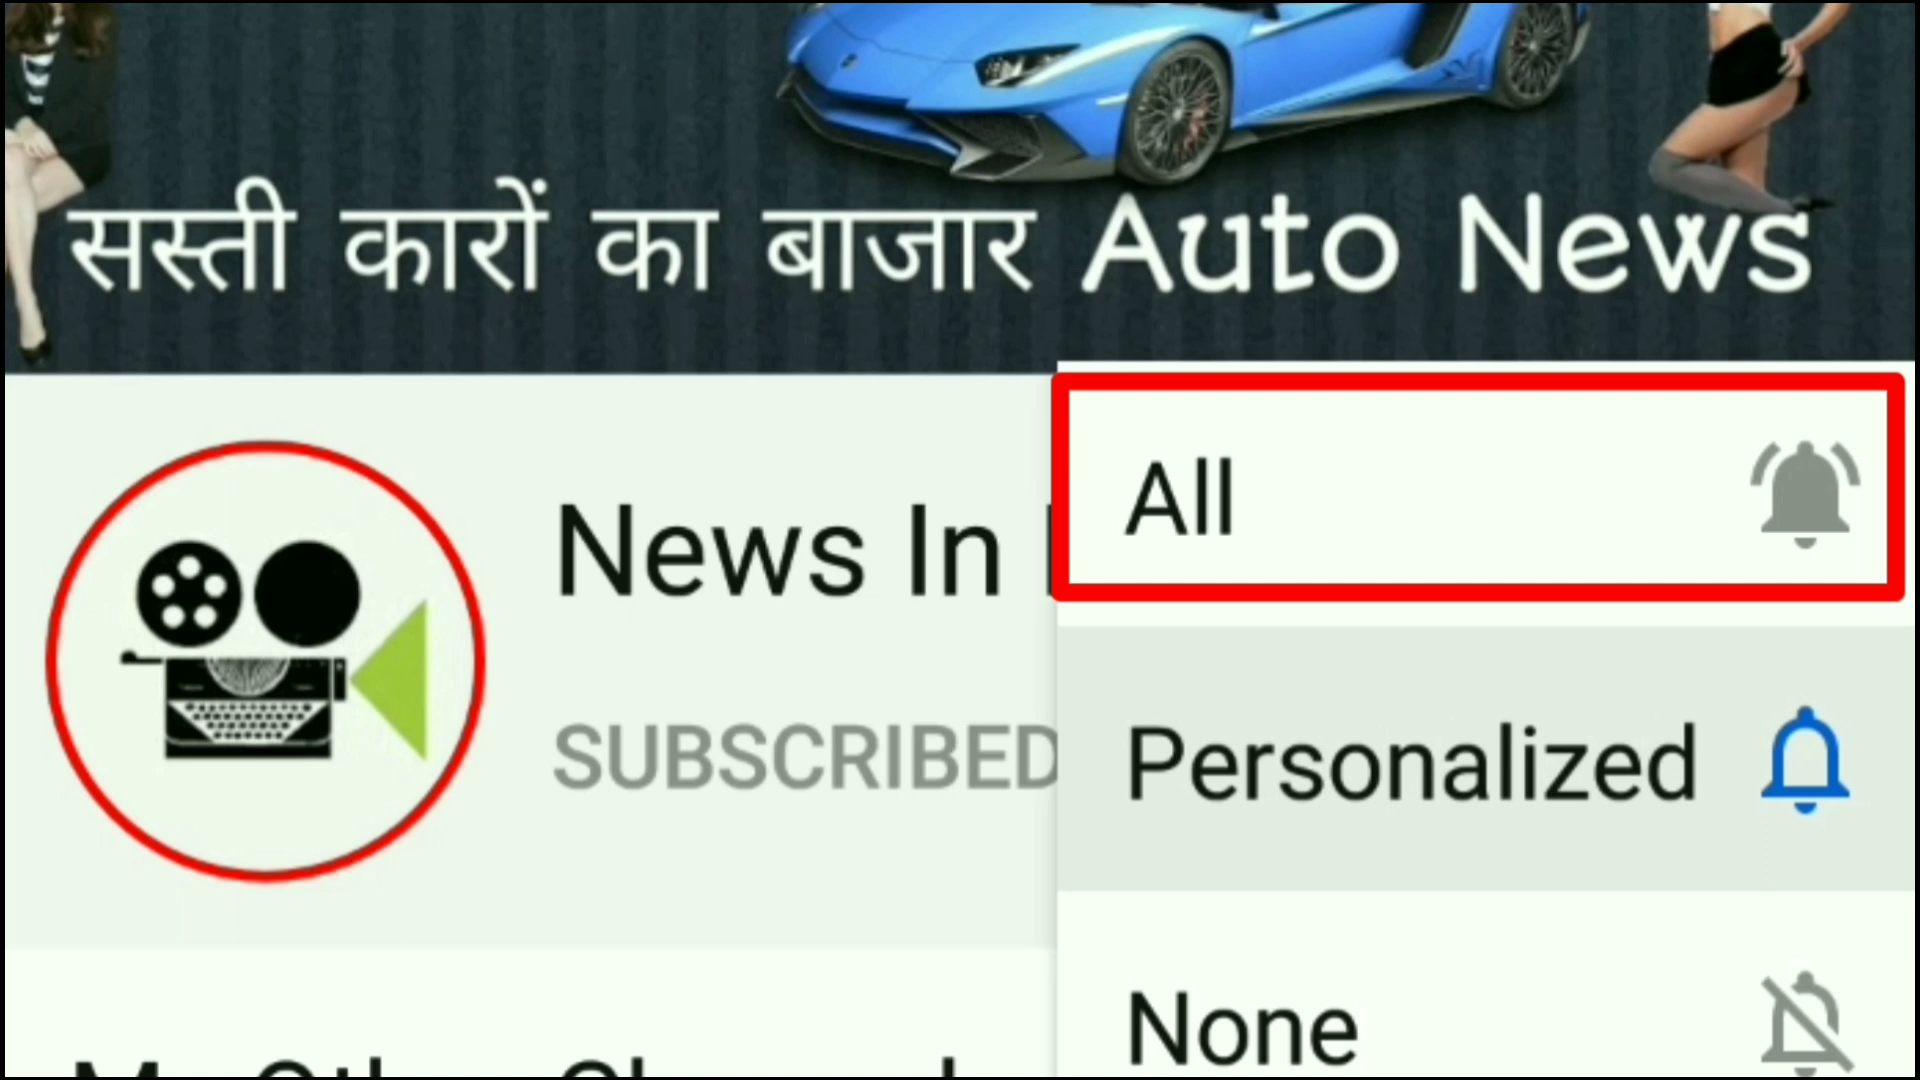 सस्ती कारों का बाजार Auto News
News In
SUBSCRIBED
All
Personalized
None